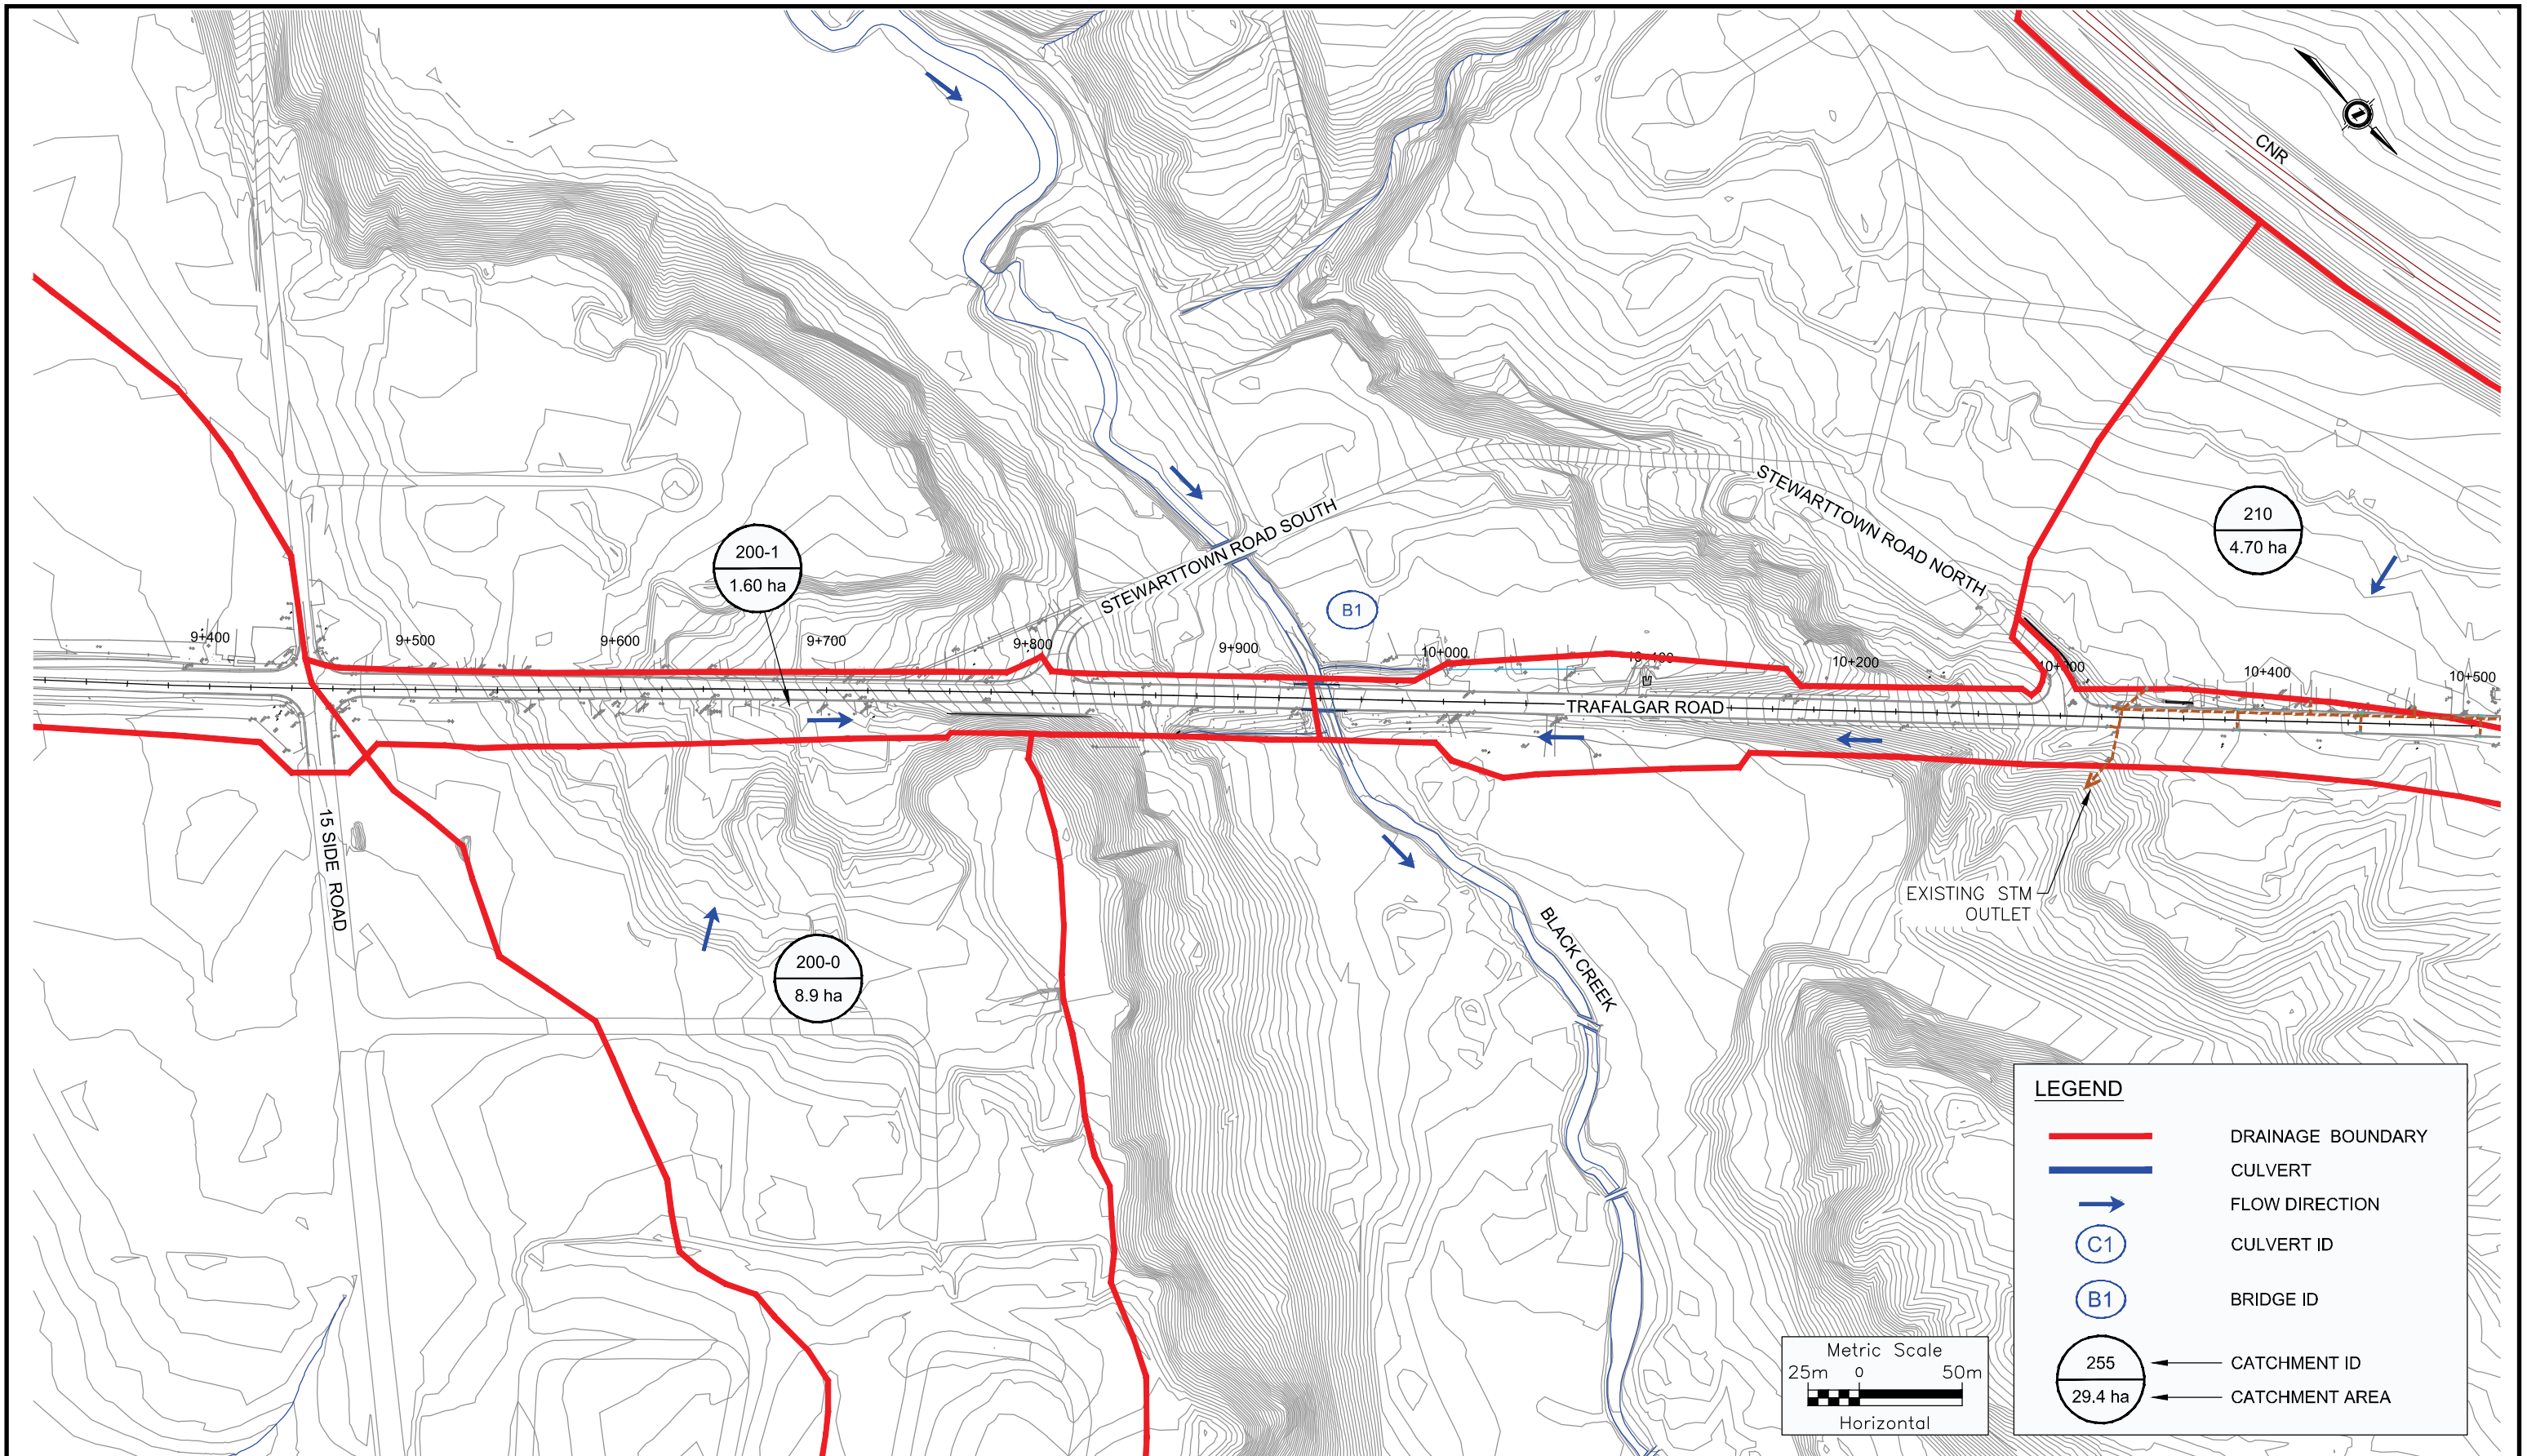 CNR
Z
STEWARTTOWN ROAD SOUTH
STEWARTTOWN ROAD NORTH
210
4.70 ha
200-1
1.60 ha
B1
9+400
9+500
9+600
9+700
9+800
9+900
10+000
10+100
10+200
10+300
10+400
10+500
TRAFALGAR ROAD
15 SIDE ROAD
EXISTING STM
OUTLET
BLACK CREEK
200-0
8.9 ha
LEGEND
DRAINAGE BOUNDARY
CULVERT
FLOW DIRECTION
C1 CULVERT ID
B1 BRIDGE ID
255 CATCHMENT ID
29.4 ha CATCHMENT AREA
Metric Scale
25m 0 50m
Horizontal